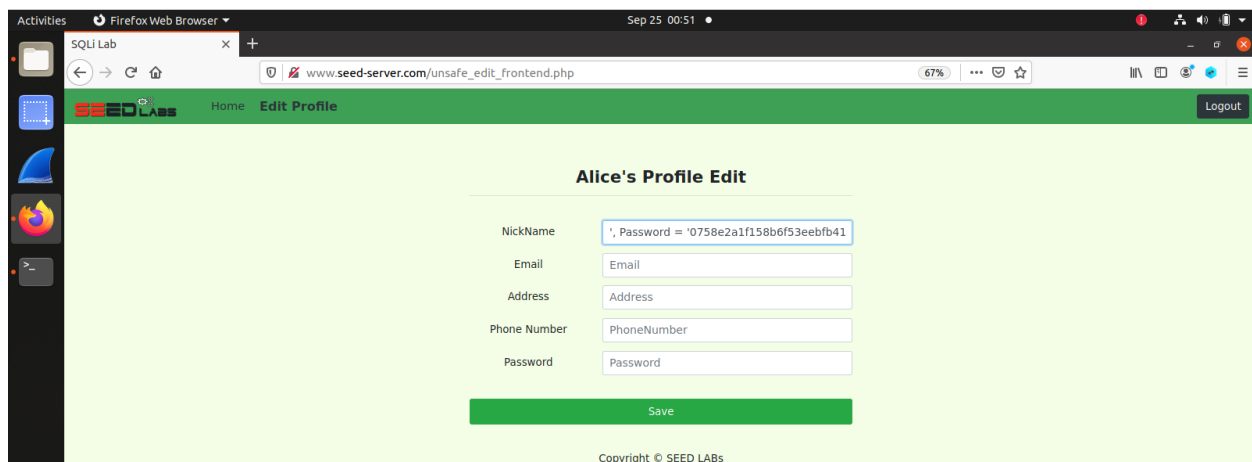 Activities Firefox Web Browser Sep 25 00:51
SQLi Lab
www.seed-server.com/unsafe_edit_frontend.php 67%
SEED LABS Home Edit Profile Logout
Alice's Profile Edit
NickName ', Password = '0758e2a1f158b6f53eebfb41
Email Email
Address Address
Phone Number PhoneNumber
Password Password
Save
Copyright © SEED LABs